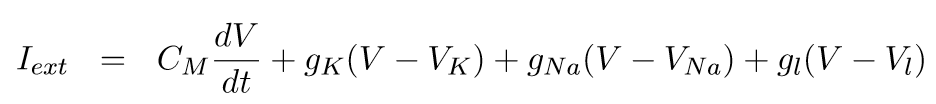 $I_{ext} = C_M \frac{dV}{dt} + g_K(V - V_K) + g_{Na}(V - V_{Na}) + g_l(V - V_l)$